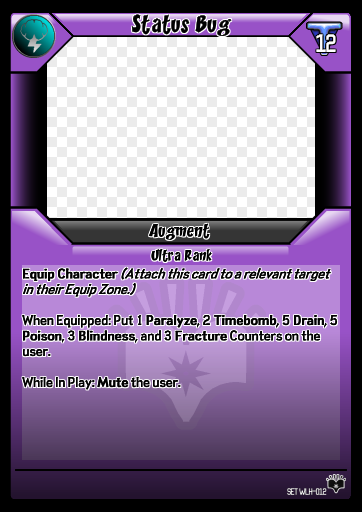 Status Bug
12
Augment
Ultra Rank
Equip Character (Attach this card to a relevant target
in their Equip Zone.)
When Equipped: Put 1 Paralyze, 2 Timebomb, 5 Drain, 5
Poison, 3 Blindness, and 3 Fracture Counters on the
user.
While In Play: Mute the user.
SET WLH-012